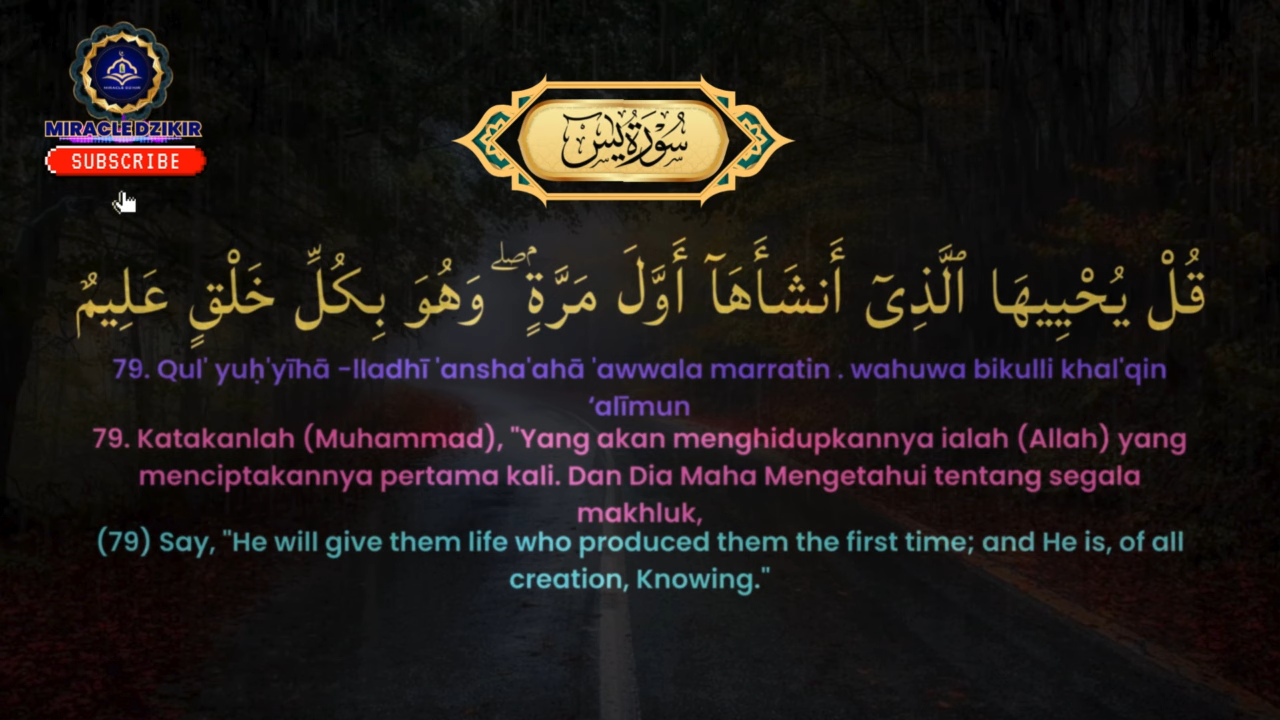 MIRACLE DZIKIR
MIRACLEDZIKIR
SUBSCRIBE
سُورَةُ يسٓ
قُلْ يُحْيِيهَا ٱلَّذِىٓ أَنشَأَهَآ أَوَّلَ مَرَّةٍۢ ۖ وَهُوَ بِكُلِّ خَلْقٍ عَلِيمٌ
79. Qul' yuḥ'yīhā -lladhī 'ansha'ahā 'awwala marratin . wahuwa bikulli khal'qin
‘alīmun
79. Katakanlah (Muhammad), "Yang akan menghidupkannya ialah (Allah) yang
menciptakannya pertama kali. Dan Dia Maha Mengetahui tentang segala
makhluk,
(79) Say, "He will give them life who produced them the first time; and He is, of all
creation, Knowing."